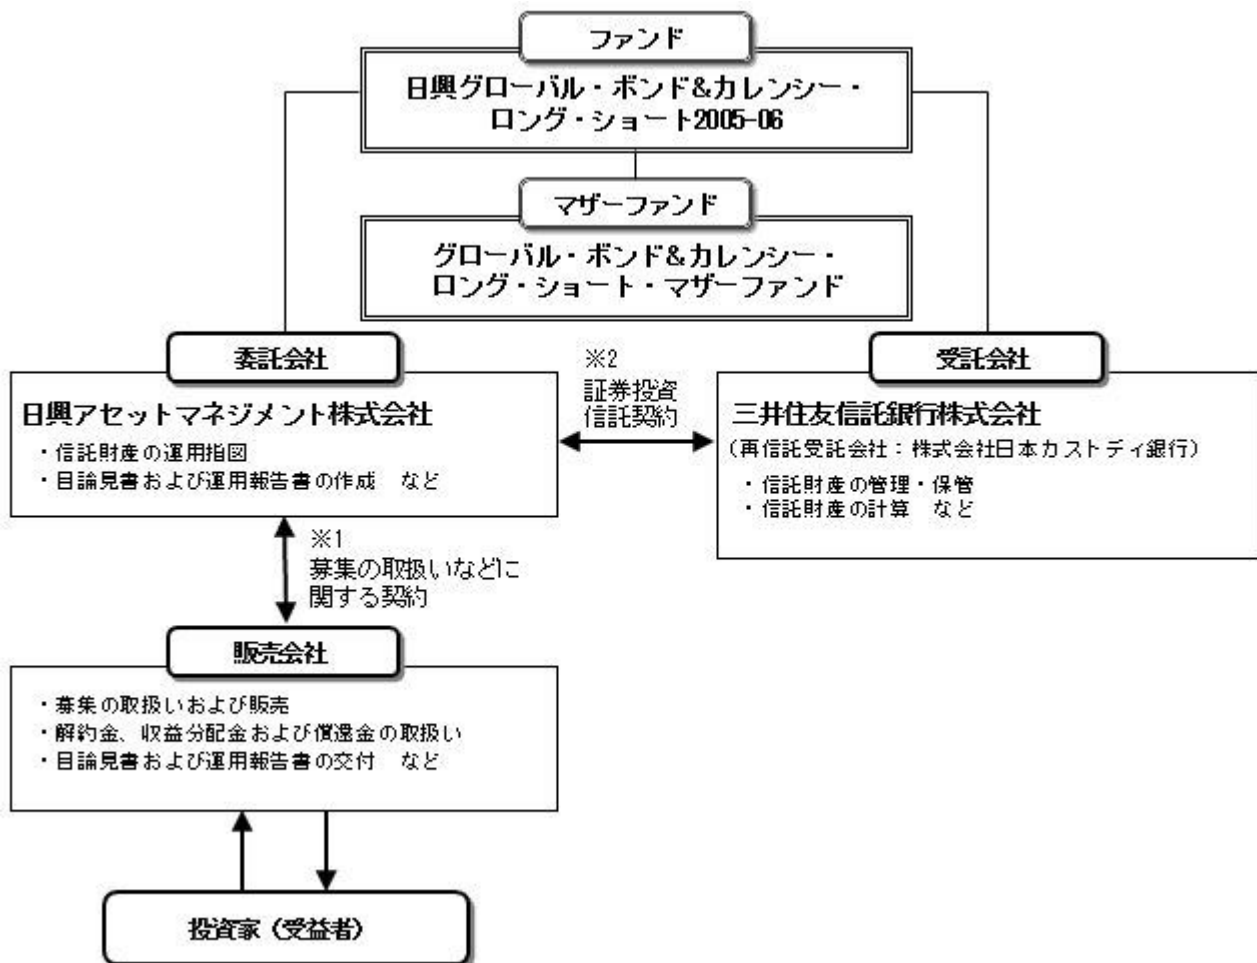 ファンド
日興グローバル・ボンド&カレンシー・
ロング・ショート2005-06
マザーファンド
グローバル・ボンド&カレンシー・
ロング・ショート・マザーファンド
委託会社
日興アセットマネジメント株式会社
・信託財産の運用指図
・目論見書および運用報告書の作成 など
※2
証券投資
信託契約
受託会社
三井住友信託銀行株式会社
(再信託受託会社:株式会社日本カストディ銀行)
・信託財産の管理・保管
・信託財産の計算 など
※1
募集の取扱いなどに
関する契約
販売会社
・募集の取扱いおよび販売
・解約金、収益分配金および償還金の取扱い
・目論見書および運用報告書の交付 など
投資家(受益者)